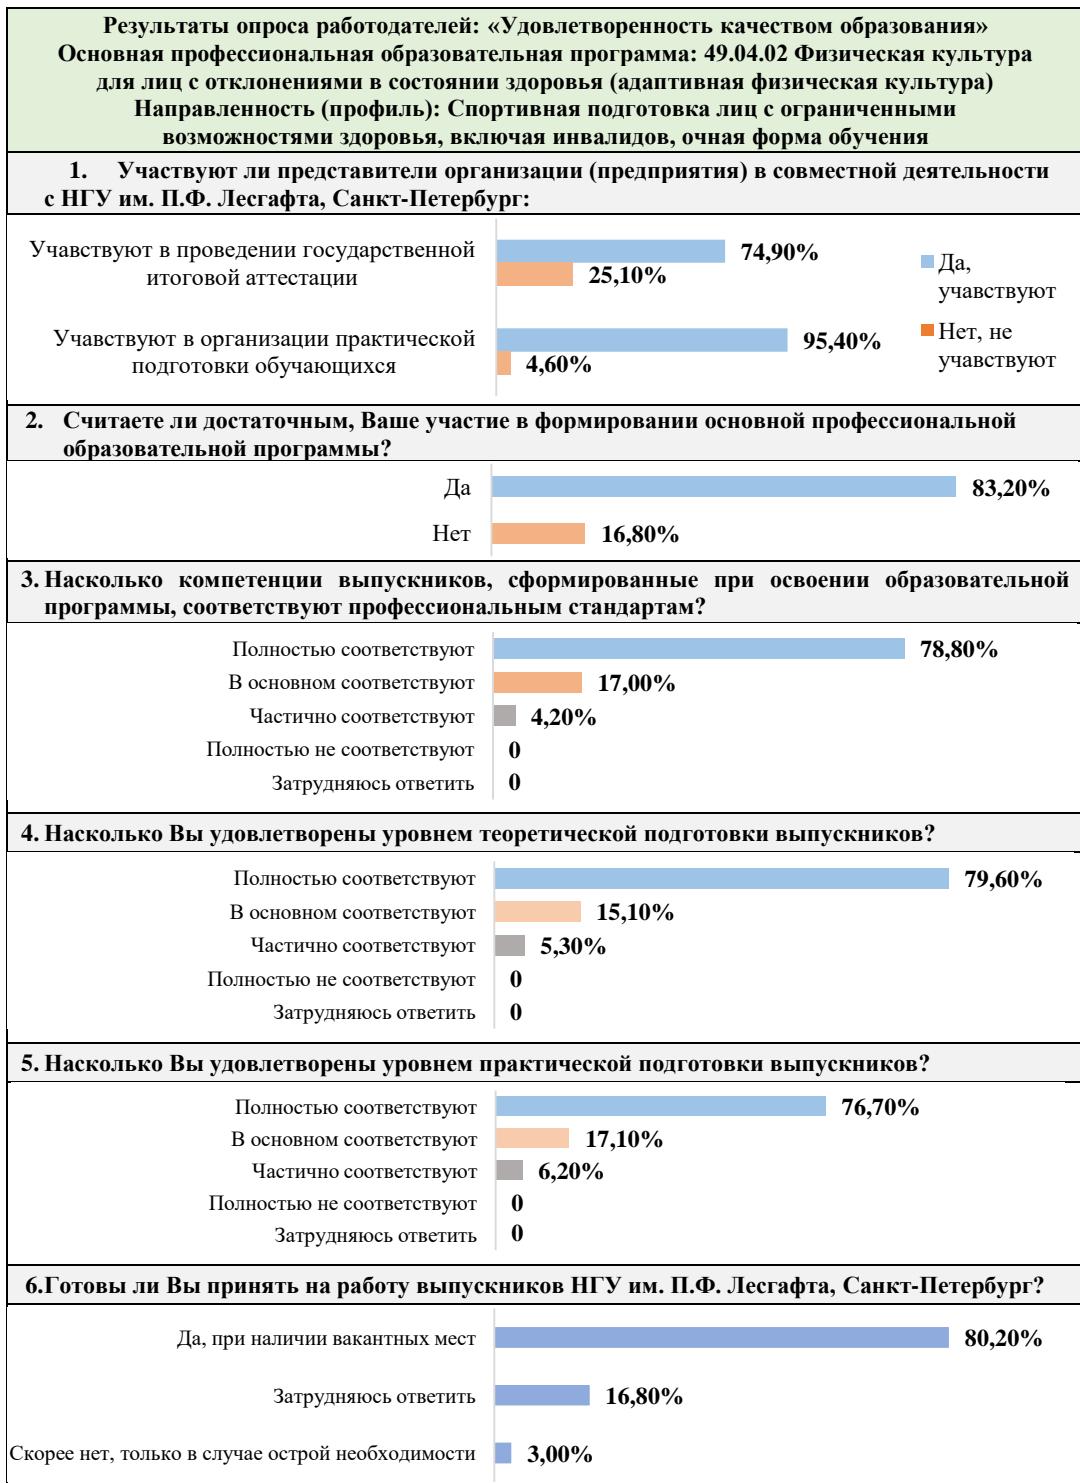 Результаты опроса работодателей: «Удовлетворенность качеством образования»
Основная профессиональная образовательная программа: 49.04.02 Физическая культура
для лиц с отклонениями в состоянии здоровья (адаптивная физическая культура)
Направленность (профиль): Спортивная подготовка лиц с ограниченными
возможностями здоровья, включая инвалидов, очная форма обучения
1. Участвуют ли представители организации (предприятия) в совместной деятельности
с НГУ им. П.Ф. Лесгафта, Санкт-Петербург:
Учавствуют в проведении государственной
итоговой аттестации
74,90%
25,10%
Учавствуют в организации практической
подготовки обучающихся
95,40%
4,60%
Да,
учавствуют
Нет, не
учавствуют
2. Считаете ли достаточным, Ваше участие в формировании основной профессиональной
образовательной программы?
Да 83,20%
Нет 16,80%
3. Насколько компетенции выпускников, сформированные при освоении образовательной
программы, соответствуют профессиональным стандартам?
Полностью соответствуют 78,80%
В основном соответствуют 17,00%
Частично соответствуют 4,20%
Полностью не соответствуют 0
Затрудняюсь ответить 0
4. Насколько Вы удовлетворены уровнем теоретической подготовки выпускников?
Полностью соответствуют 79,60%
В основном соответствуют 15,10%
Частично соответствуют 5,30%
Полностью не соответствуют 0
Затрудняюсь ответить 0
5. Насколько Вы удовлетворены уровнем практической подготовки выпускников?
Полностью соответствуют 76,70%
В основном соответствуют 17,10%
Частично соответствуют 6,20%
Полностью не соответствуют 0
Затрудняюсь ответить 0
6.Готовы ли Вы принять на работу выпускников НГУ им. П.Ф. Лесгафта, Санкт-Петербург?
Да, при наличии вакантных мест 80,20%
Затрудняюсь ответить 16,80%
Скорее нет, только в случае острой необходимости 3,00%